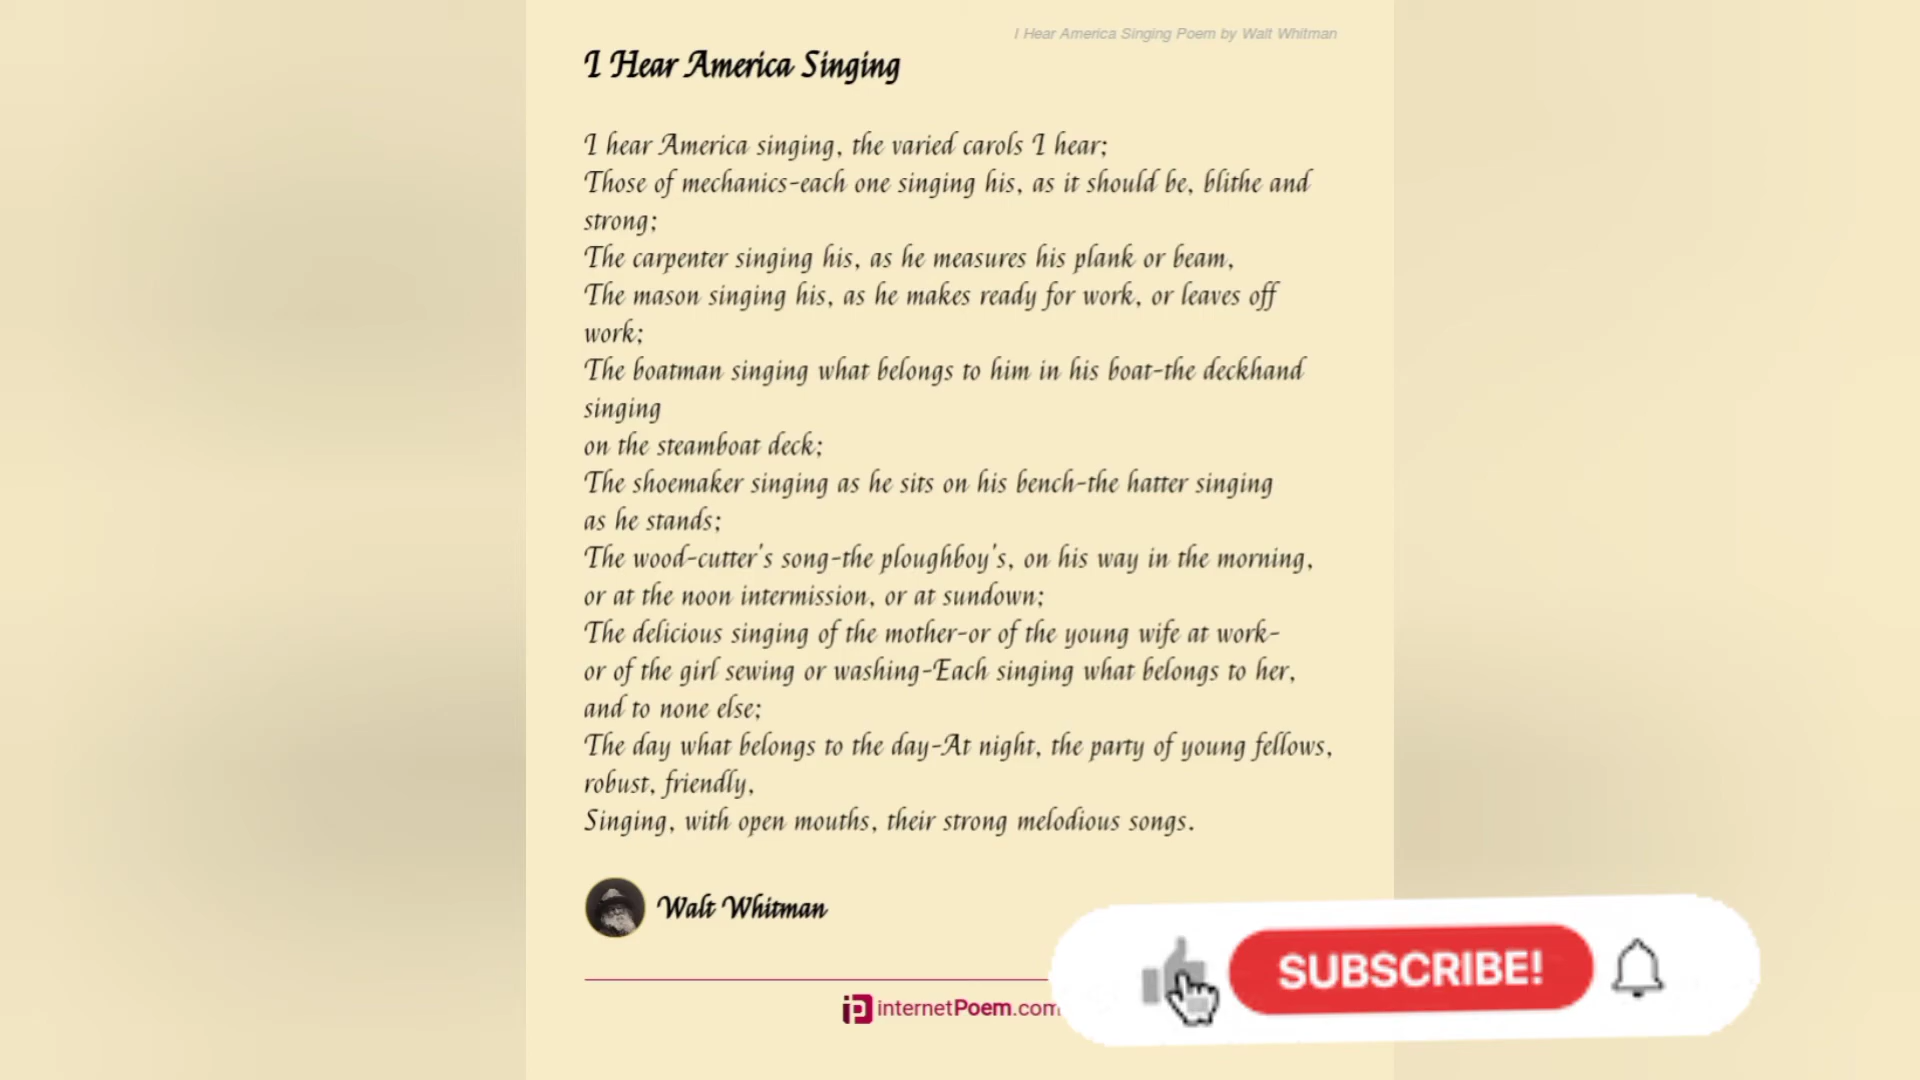 I Hear America Singing Poem by Walt Whitman
I Hear America Singing
I hear America singing, the varied carols I hear;
Those of mechanics-each one singing his, as it should be, blithe and
strong;
The carpenter singing his, as he measures his plank or beam,
The mason singing his, as he makes ready for work, or leaves off
work;
The boatman singing what belongs to him in his boat-the deckhand
singing
on the steamboat deck;
The shoemaker singing as he sits on his bench-the hatter singing
as he stands;
The wood-cutter's song-the ploughboy's, on his way in the morning,
or at the noon intermission, or at sundown;
The delicious singing of the mother-or of the young wife at work-
or of the girl sewing or washing-Each singing what belongs to her,
and to none else;
The day what belongs to the day-At night, the party of young fellows,
robust, friendly,
Singing, with open mouths, their strong melodious songs.
Walt Whitman
SUBSCRIBE!
internetPoem.com